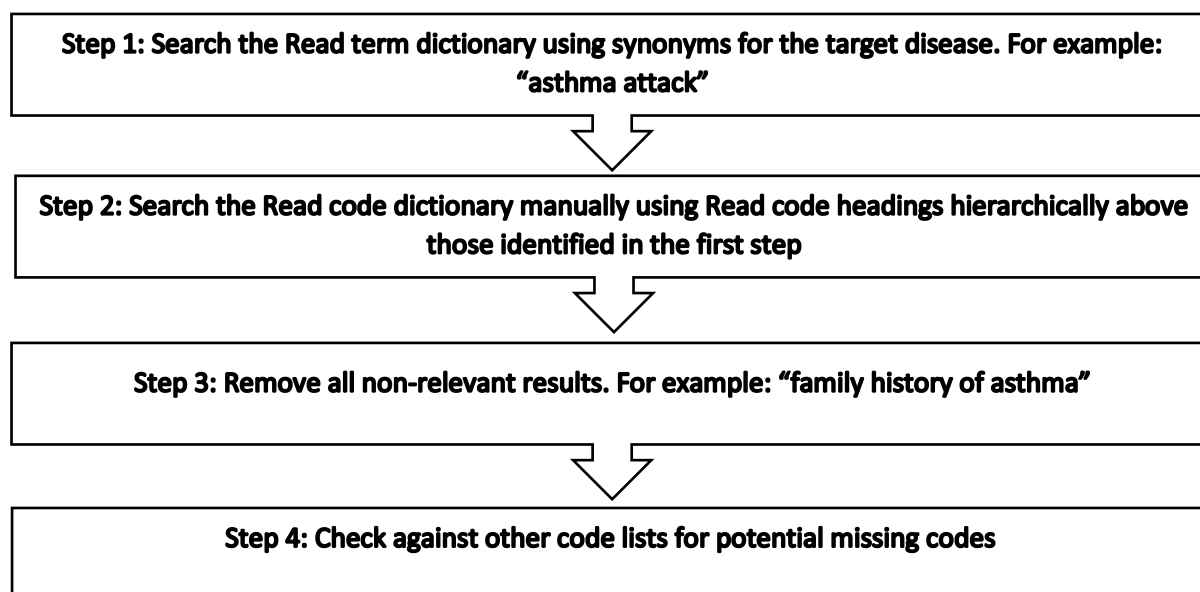 Step 1: Search the Read term dictionary using synonyms for the target disease. For example:
“asthma attack”
Step 2: Search the Read code dictionary manually using Read code headings hierarchically above
those identified in the first step
Step 3: Remove all non-relevant results. For example: “family history of asthma”
Step 4: Check against other code lists for potential missing codes